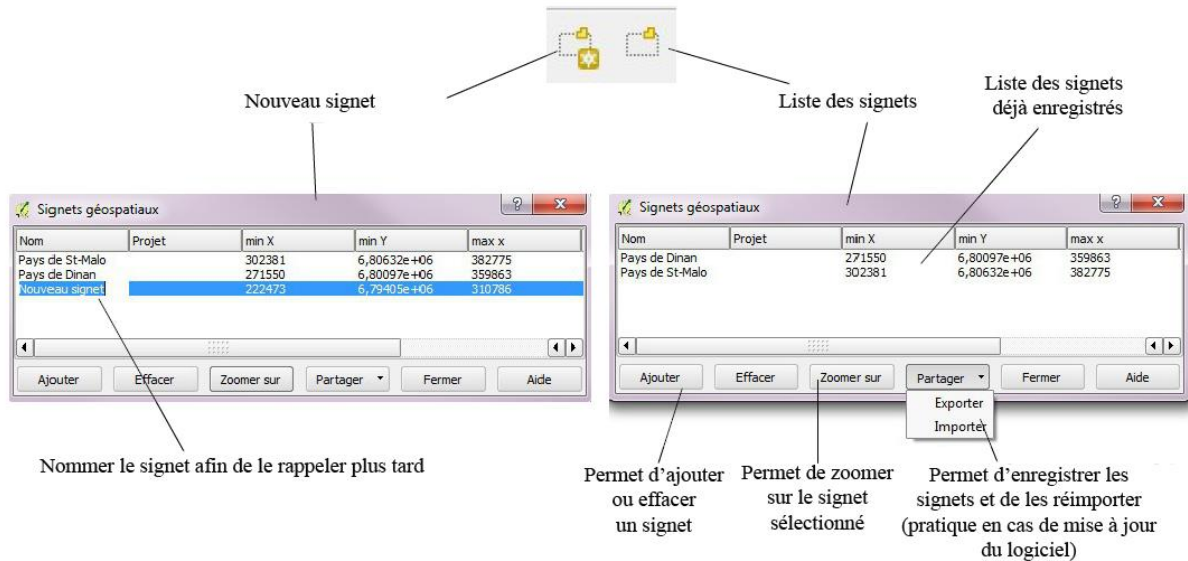 Nouveau signet
Liste des signets
Liste des signets
déjà enregistrés
Signets géospatiaux
Nom Projet min X min Y max x
Pays de St-Malo 302381 6,80632e+06 382775
Pays de Dinan 271550 6,80097e+06 359863
Nouveau signet 222473 6,79405e+06 310786
Ajouter Effacer Zoomer sur Partager Fermer Aide
Nommer le signet afin de le rappeler plus tard
Signets géospatiaux
Nom Projet min X min Y max x
Pays de Dinan 271550 6,80097e+06 359863
Pays de St-Malo 302381 6,80632e+06 382775
Ajouter Effacer Zoomer sur Partager Fermer Aide
Exporter
Importer
Permet d'ajouter
ou effacer
un signet
Permet de zoomer
sur le signet
sélectionné
Permet d'enregistrer les
signets et de les réimporter
(pratique en cas de mise à jour
du logiciel)